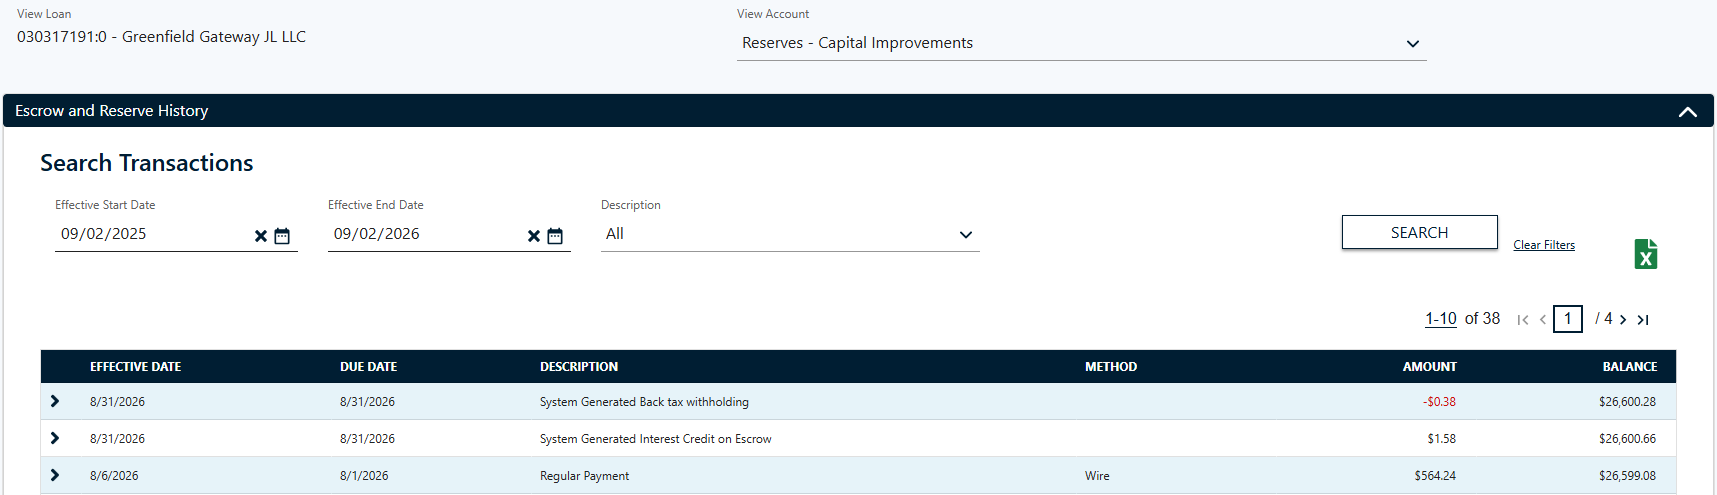 View Loan
030317191:0 - Greenfield Gateway JL LLC
View Account
Reserves - Capital Improvements
Escrow and Reserve History
Search Transactions
Effective Start Date
09/02/2025
Effective End Date
09/02/2026
Description
All
SEARCH
Clear Filters
1-10 of 38 1 / 4
EFFECTIVE DATE DUE DATE DESCRIPTION METHOD AMOUNT BALANCE
8/31/2026 8/31/2026 System Generated Back tax withholding -$0.38 $26,600.28
8/31/2026 8/31/2026 System Generated Interest Credit on Escrow $1.58 $26,600.66
8/6/2026 8/1/2026 Regular Payment Wire $564.24 $26,599.08